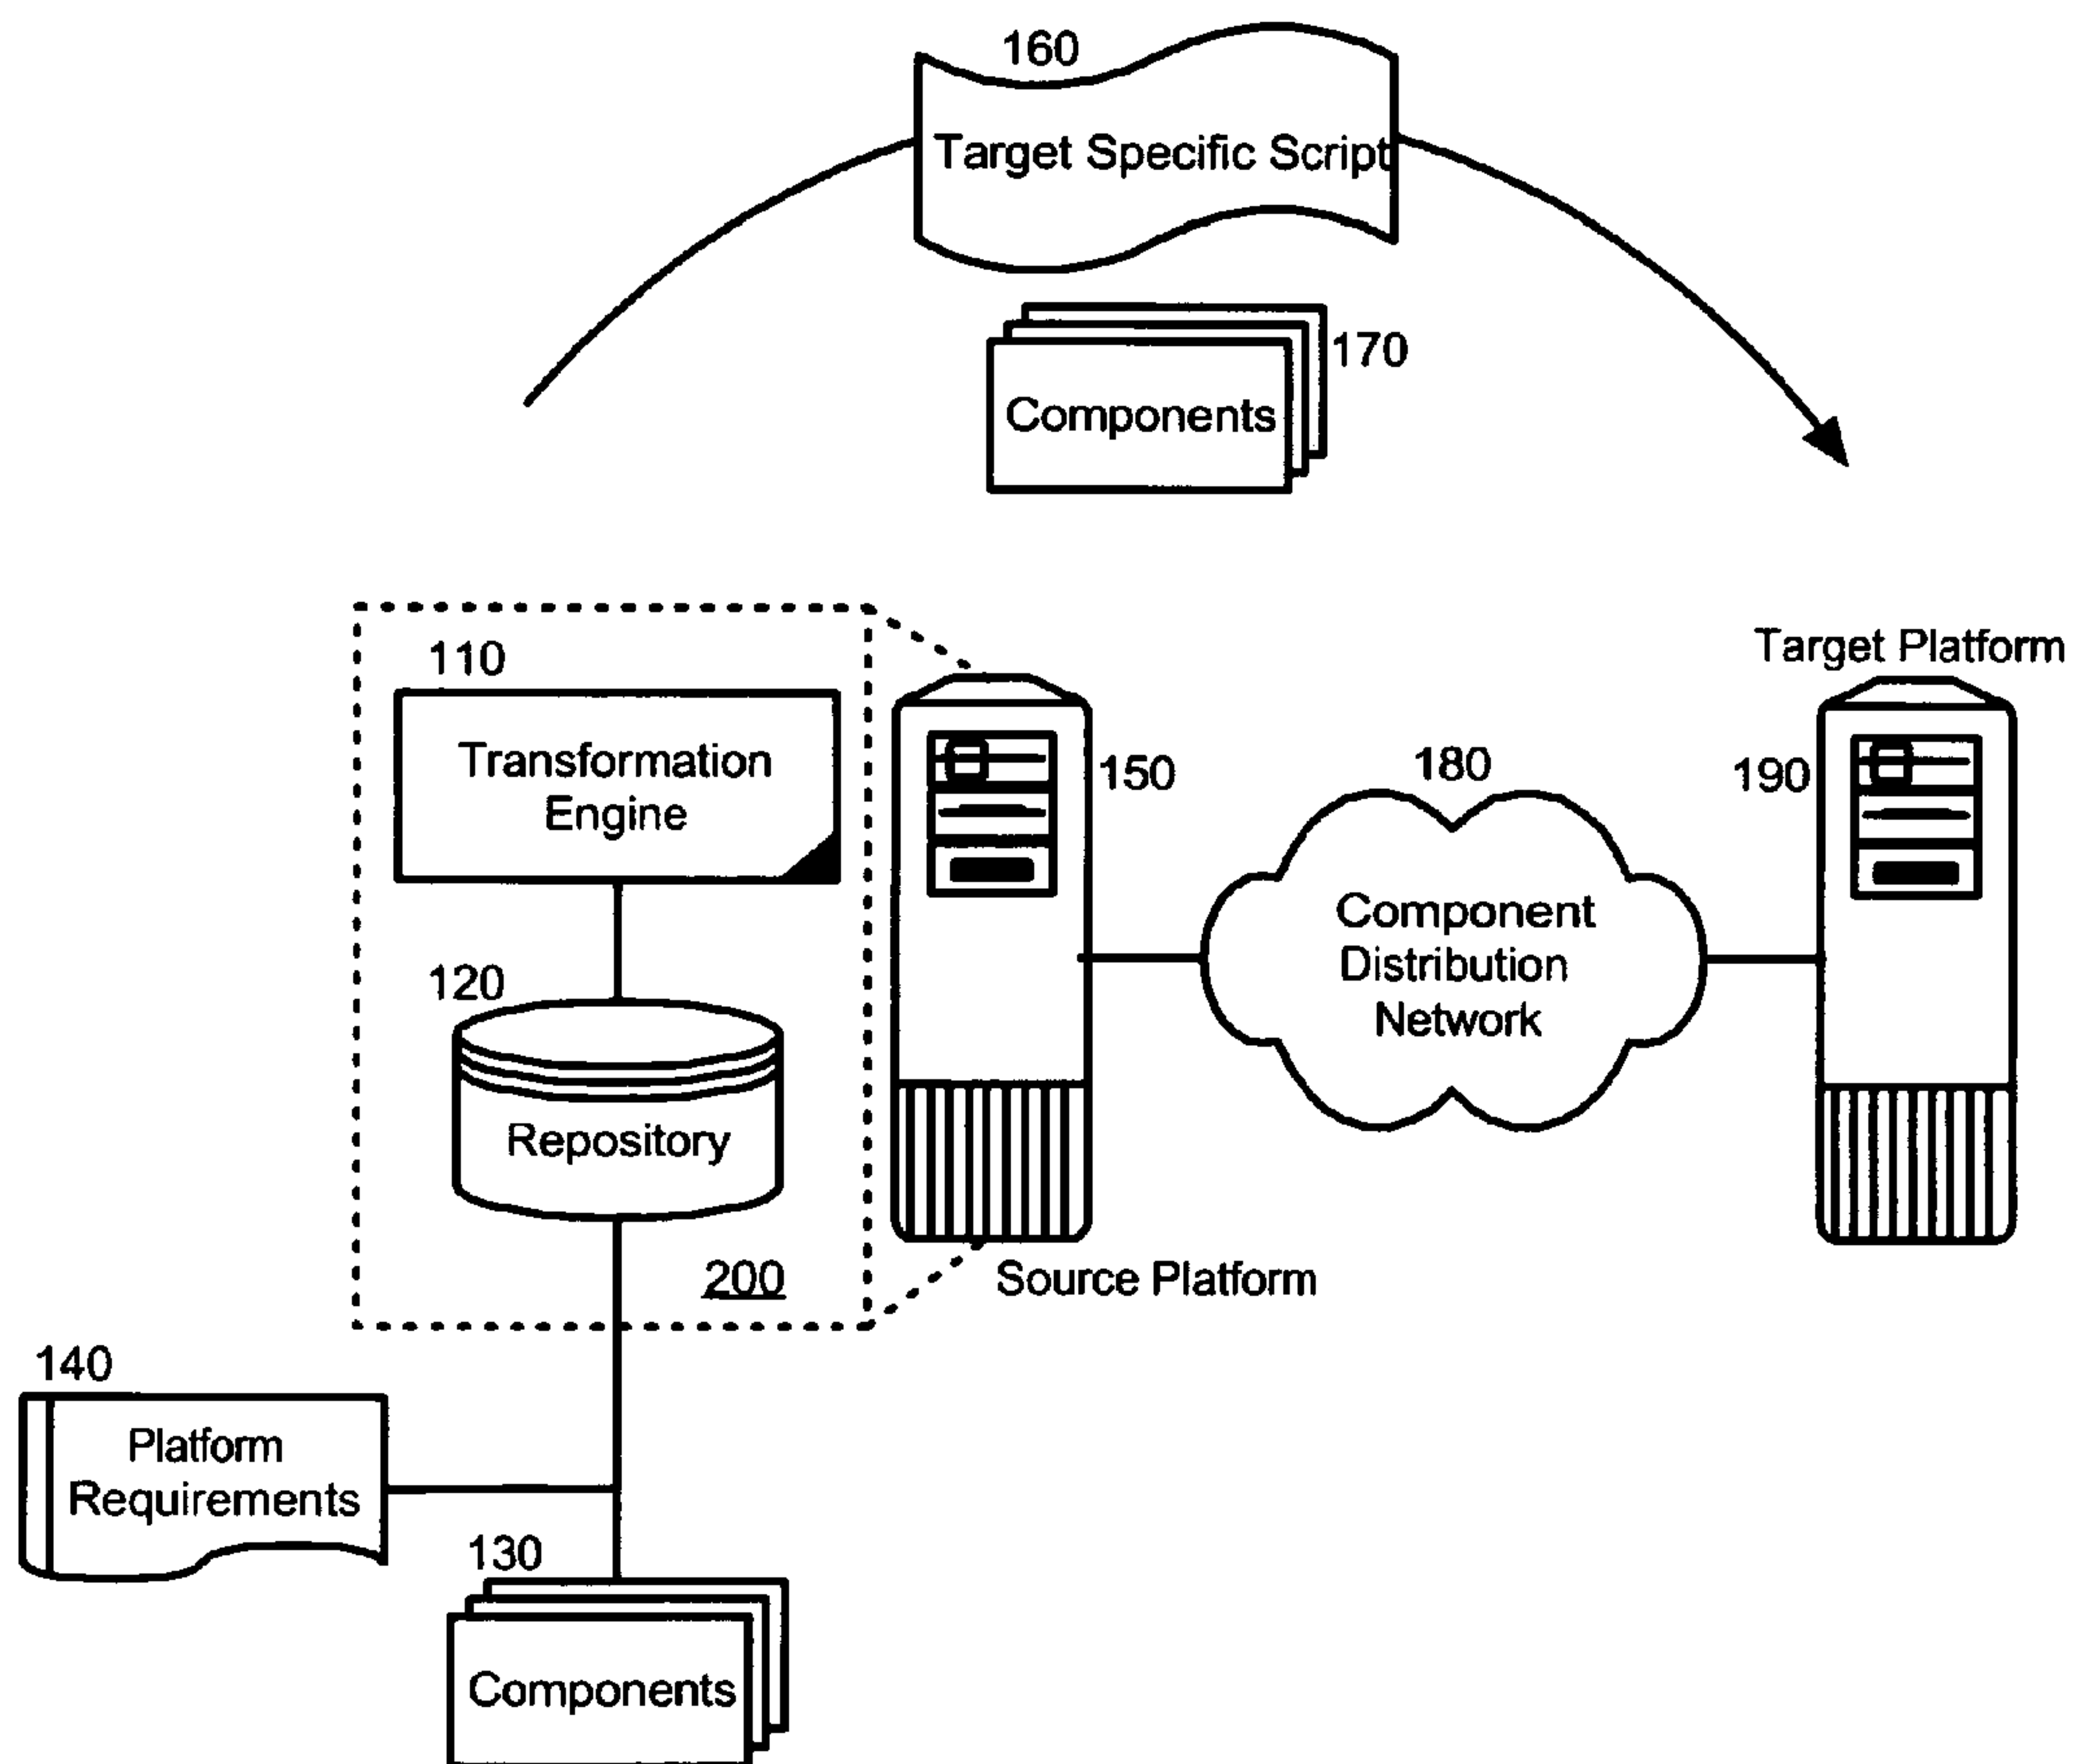 160
Target Specific Script
170
Components
110
Transformation
Engine
120
Repository
200
150
Source Platform
180
Component
Distribution
Network
Target Platform
190
140
Platform
Requirements
130
Components